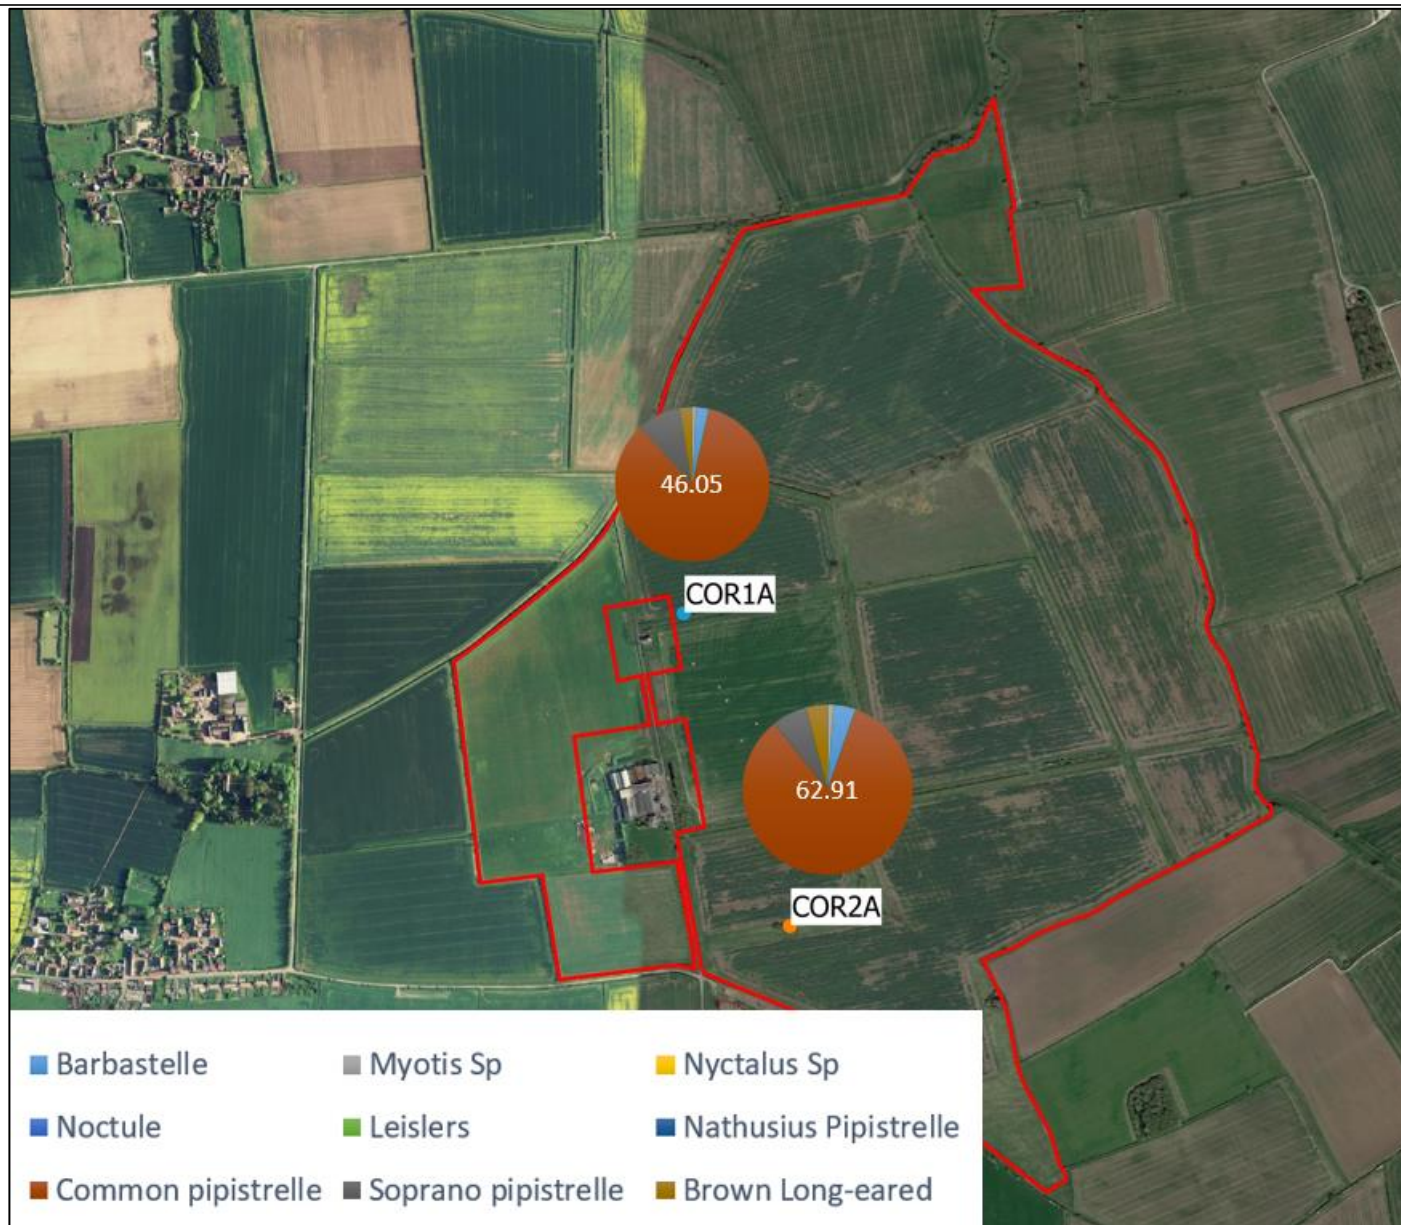 46.05
COR1A
62.91
COR2A
Barbastelle Myotis Sp Nyctalus Sp
Noctule Leislers Nathusius Pipistrelle
Common pipistrelle Soprano pipistrelle Brown Long-eared